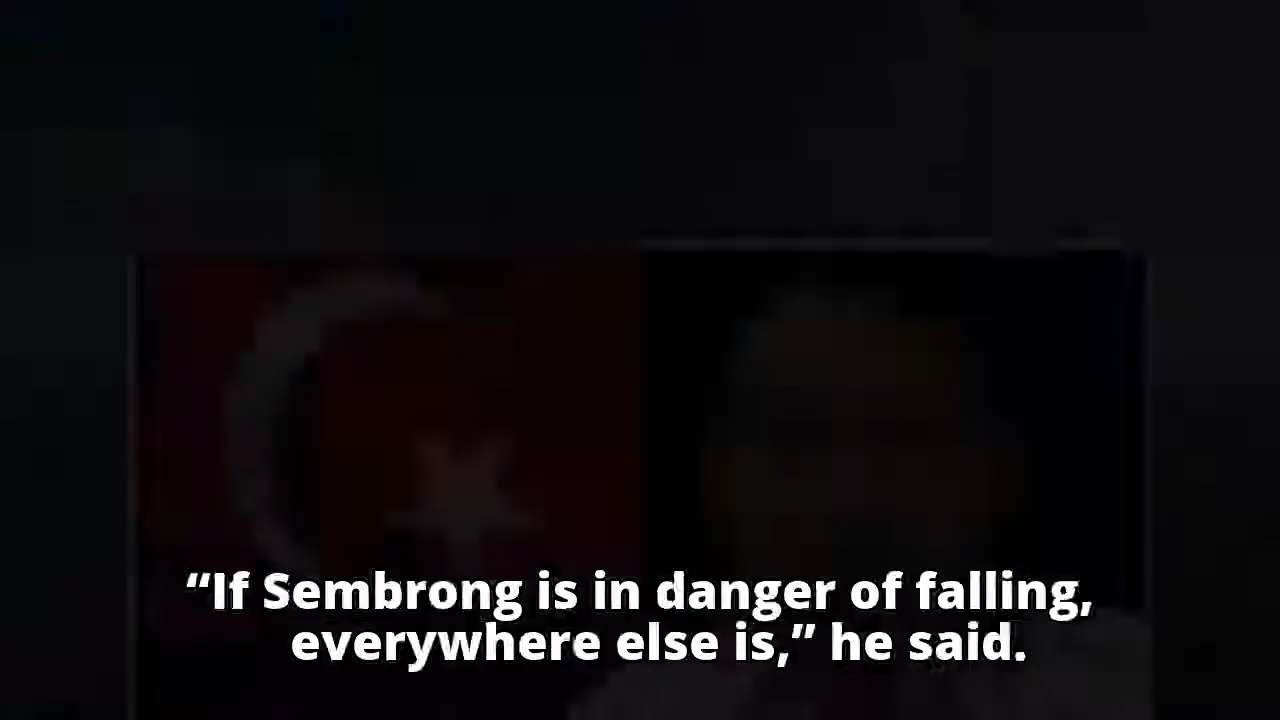 “If Sembrong is in danger of falling,
everywhere else is,” he said.